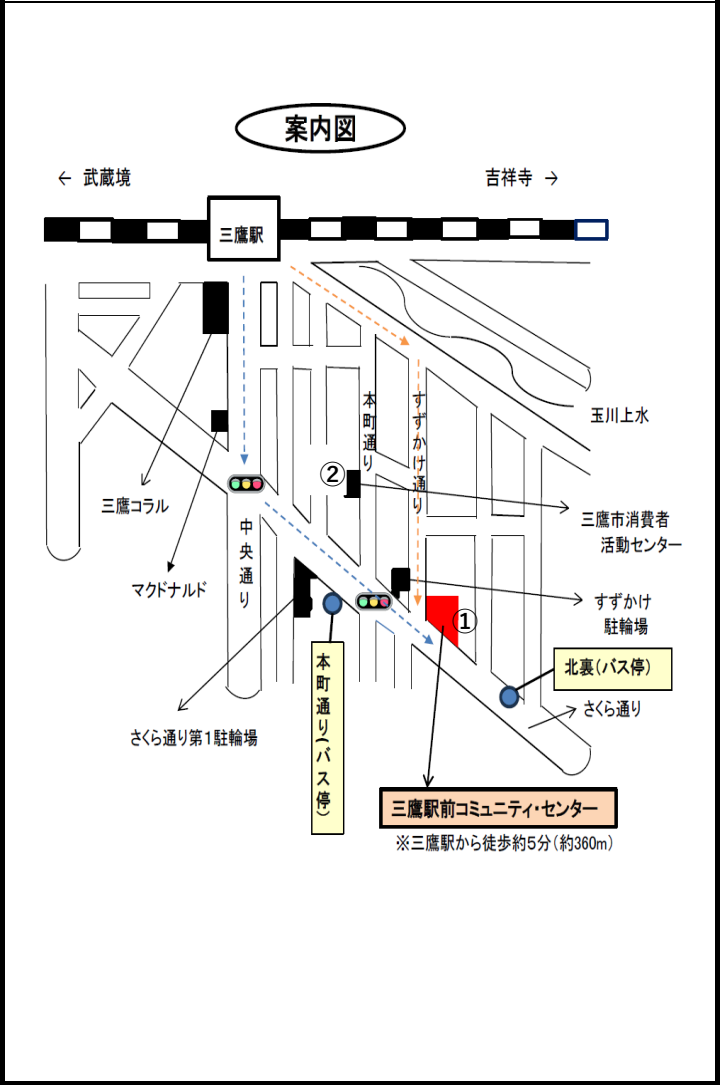 案内図
← 武蔵境
吉祥寺 →
三鷹駅
玉川上水
本町通り
すずかけ通り
②
三鷹コラル
中央通り
三鷹市消費者
活動センター
マクドナルド
すずかけ
駐輪場
①
本町通り(バス停)
北裏(バス停)
さくら通り
さくら通り第1駐輪場
三鷹駅前コミュニティ・センター
※三鷹駅から徒歩約5分(約360m)